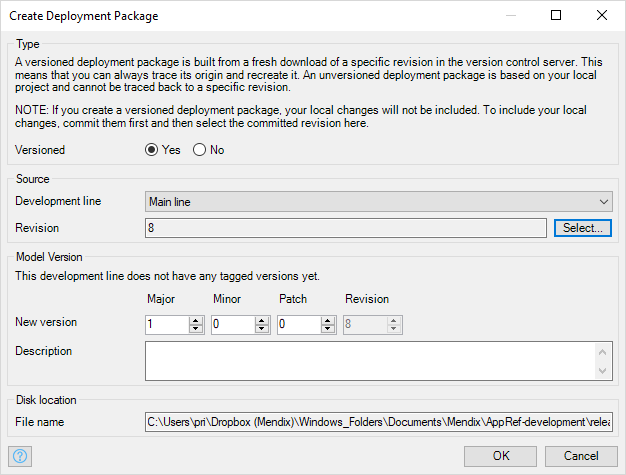 Create Deployment Package
Type
A versioned deployment package is built from a fresh download of a specific revision in the version control server. This
means that you can always trace its origin and recreate it. An unversioned deployment package is based on your local
project and cannot be traced back to a specific revision.
NOTE: If you create a versioned deployment package, your local changes will not be included. To include your local
changes, commit them first and then select the committed revision here.
Versioned Yes No
Source
Development line Main line
Revision 8 Select...
Model Version
This development line does not have any tagged versions yet.
Major Minor Patch Revision
New version 1 0 0 8
Description
Disk location
File name C:\Users\pri\Dropbox (Mendix)\Windows_Folders\Documents\Mendix\AppRef-development\relea
? OK Cancel